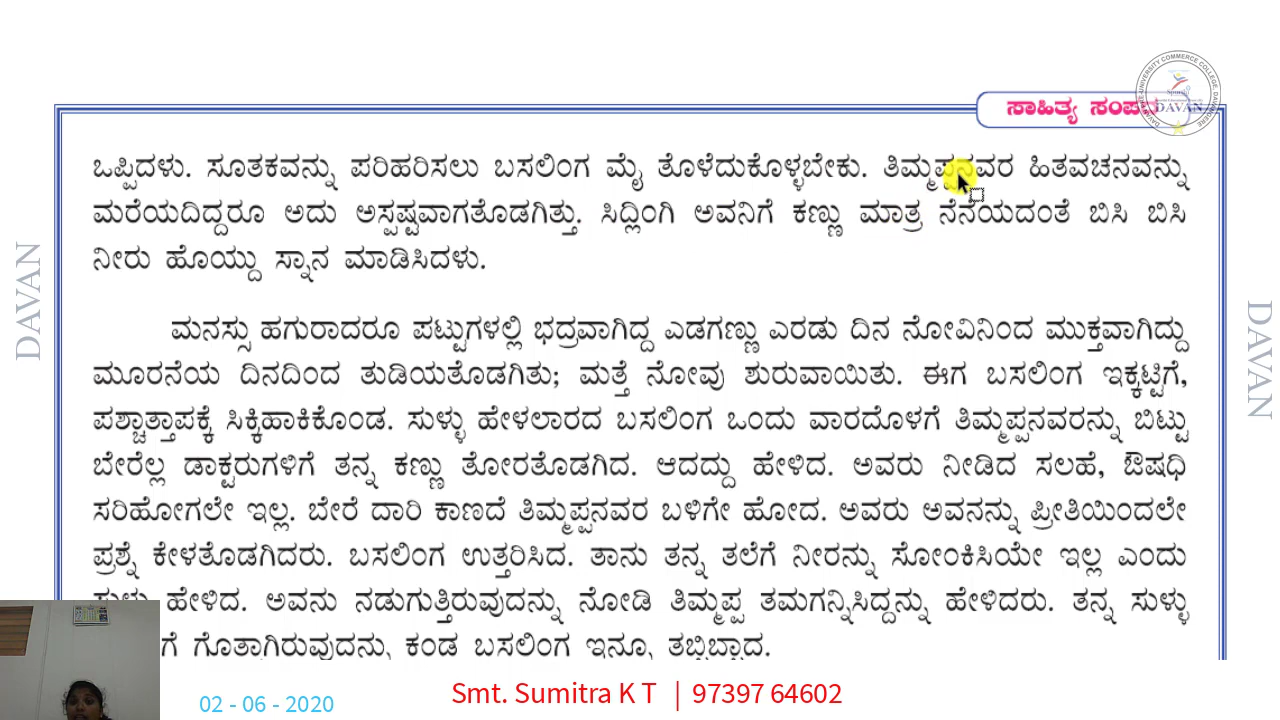 ಸಾಹಿತ್ಯ
DAVAN
ಒಪ್ಪಿದಳು. ಸೂತಕವನ್ನು ಪರಿಹರಿಸಲು ಬಸಲಿಂಗ ಮೈ ತೊಳೆದುಕೊಳ್ಳಬೇಕು. ತಿಮ್ಮಪ್ಪನವರ ಹಿತವಚನವನ್ನು
ಮರೆಯದಿದ್ದರೂ ಅದು ಅಸ್ಪಷ್ಟವಾಗತೊಡಗಿತ್ತು. ಸಿದ್ಲಿಂಗಿ ಅವನಿಗೆ ಕಣ್ಣು ಮಾತ್ರ ನೆನೆಯದಂತೆ ಬಿಸಿ ಬಿಸಿ
ನೀರು ಹೊಯ್ದು ಸ್ನಾನ ಮಾಡಿಸಿದಳು.
ಮನಸ್ಸು ಹಗುರಾದರೂ ಪಟ್ಟುಗಳಲ್ಲಿ ಭದ್ರವಾಗಿದ್ದ ಎಡಗಣ್ಣು ಎರಡು ದಿನ ನೋವಿನಿಂದ ಮುಕ್ತವಾಗಿದ್ದು
ಮೂರನೆಯ ದಿನದಿಂದ ತುಡಿಯತೊಡಗಿತು; ಮತ್ತೆ ನೋವು ಶುರುವಾಯಿತು. ಈಗ ಬಸಲಿಂಗ ಇಕ್ಕಟ್ಟಿಗೆ,
ಪಶ್ಚಾತ್ತಾಪಕ್ಕೆ ಸಿಕ್ಕಿಹಾಕಿಕೊಂಡ. ಸುಳ್ಳು ಹೇಳಲಾರದ ಬಸಲಿಂಗ ಒಂದು ವಾರದೊಳಗೆ ತಿಮ್ಮಪ್ಪನವರನ್ನು ಬಿಟ್ಟು
ಬೇರೆಲ್ಲ ಡಾಕ್ಟರುಗಳಿಗೆ ತನ್ನ ಕಣ್ಣು ತೋರತೊಡಗಿದ. ಆದದ್ದು ಹೇಳಿದ. ಅವರು ನೀಡಿದ ಸಲಹೆ, ಔಷಧಿ
ಸರಿಹೋಗಲೇ ಇಲ್ಲ. ಬೇರೆ ದಾರಿ ಕಾಣದೆ ತಿಮ್ಮಪ್ಪನವರ ಬಳಿಗೇ ಹೋದ. ಅವರು ಅವನನ್ನು ಪ್ರೀತಿಯಿಂದಲೇ
ಪ್ರಶ್ನೆ ಕೇಳತೊಡಗಿದರು. ಬಸಲಿಂಗ ಉತ್ತರಿಸಿದ. ತಾನು ತನ್ನ ತಲೆಗೆ ನೀರನ್ನು ಸೋಂಕಿಸಿಯೇ ಇಲ್ಲ ಎಂದು
ಸುಳ್ಳು ಹೇಳಿದ. ಅವನು ನಡುಗುತ್ತಿರುವುದನ್ನು ನೋಡಿ ತಿಮ್ಮಪ್ಪ ತಮಗನ್ನಿಸಿದ್ದನ್ನು ಹೇಳಿದರು. ತನ್ನ ಸುಳ್ಳು
ಗೊತ್ತಾಗಿರುವುದನ್ನು ಕಂಡ ಬಸಲಿಂಗ ಇನ್ನೂ ತಬ್ಬಿಬ್ಬಾದ.
DAVAN
DAVAN
02 - 06 - 2020
Smt. Sumitra K T | 97397 64602